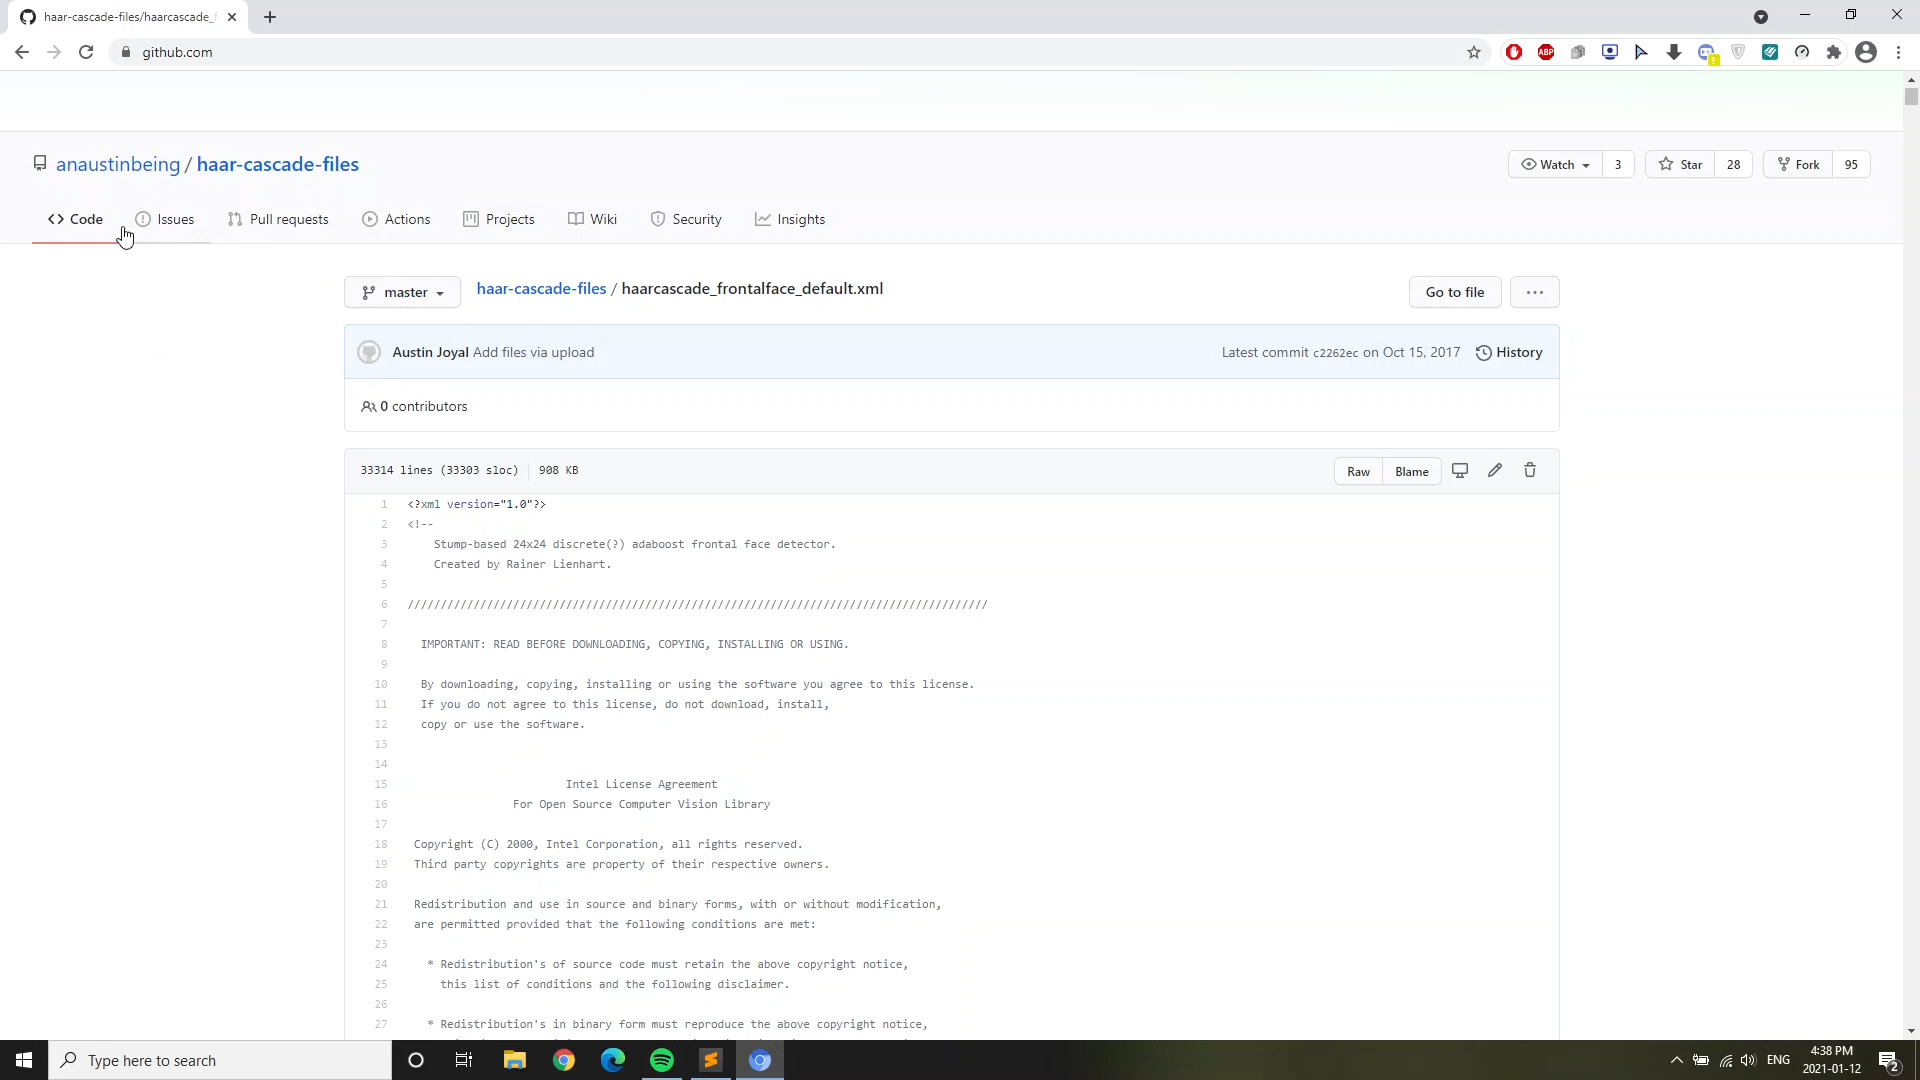 haar-cascade-files/haarcascade_f
github.com
ABP
anaustinbeing / haar-cascade-files
Watch 3 Star 28 Fork 95
Code Issues Pull requests Actions Projects Wiki Security Insights
master haar-cascade-files / haarcascade_frontalface_default.xml Go to file ...
Austin Joyal Add files via upload Latest commit c2262ec on Oct 15, 2017 History
0 contributors
33314 lines (33303 sloc) 908 KB Raw Blame
1 <?xml version="1.0"?>
2 <!--
3 Stump-based 24x24 discrete(?) adaboost frontal face detector.
4 Created by Rainer Lienhart.
5
6 ////////////////////////////////////////////////////////////////////////////////////////
7
8 IMPORTANT: READ BEFORE DOWNLOADING, COPYING, INSTALLING OR USING.
9
10 By downloading, copying, installing or using the software you agree to this license.
11 If you do not agree to this license, do not download, install,
12 copy or use the software.
13
14
15 Intel License Agreement
16 For Open Source Computer Vision Library
17
18 Copyright (C) 2000, Intel Corporation, all rights reserved.
19 Third party copyrights are property of their respective owners.
20
21 Redistribution and use in source and binary forms, with or without modification,
22 are permitted provided that the following conditions are met:
23
24 * Redistribution's of source code must retain the above copyright notice,
25 this list of conditions and the following disclaimer.
26
27 * Redistribution's in binary form must reproduce the above copyright notice,
Type here to search
ENG
4:38 PM
2021-01-12
2